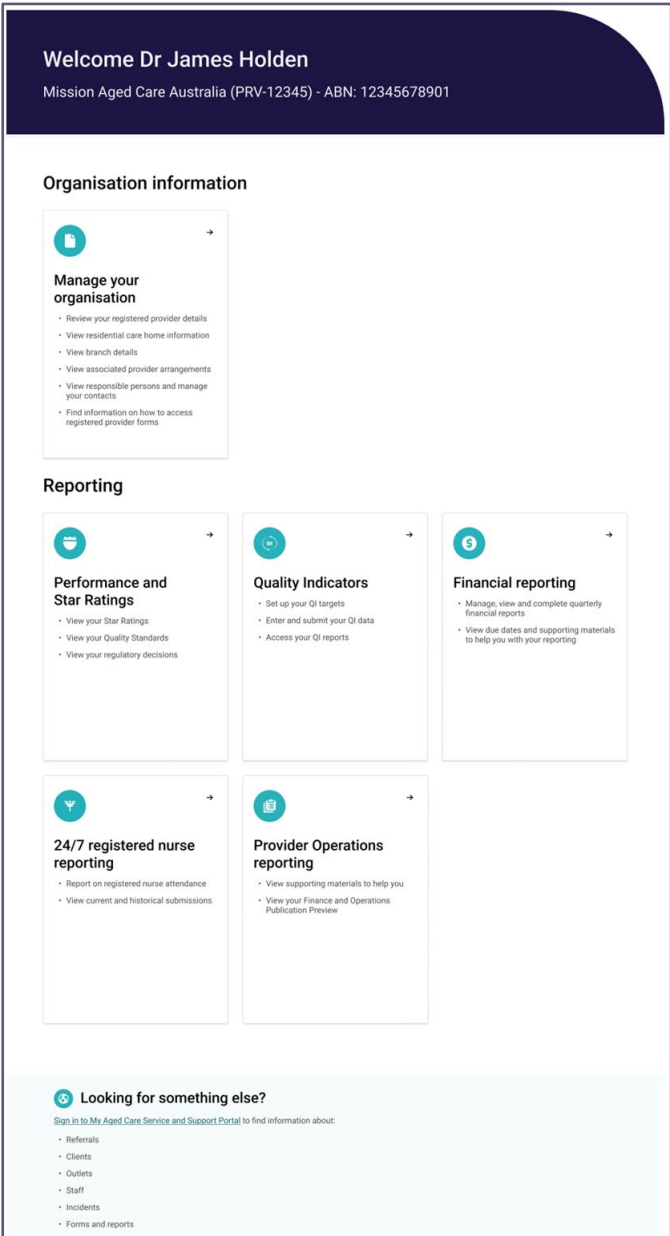 Welcome Dr James Holden
Mission Aged Care Australia (PRV-12345) - ABN: 12345678901
Organisation information
Manage your
organisation
• Review your registered provider details
• View residential care home information
• View branch details
• View associated provider arrangements
• View responsible persons and manage
your contacts
• Find information on how to access
registered provider forms
Reporting
Performance and
Star Ratings
• View your Star Ratings
• View your Quality Standards
• View your regulatory decisions
QI
Quality Indicators
• Set up your QI targets
• Enter and submit your QI data
• Access your QI reports
$
Financial reporting
• Manage, view and complete quarterly
financial reports
• View due dates and supporting materials
to help you with your reporting
24/7 registered nurse
reporting
• Report on registered nurse attendance
• View current and historical submissions
Provider Operations
reporting
• View supporting materials to help you
• View your Finance and Operations
Publication Preview
Looking for something else?
Sign in to My Aged Care Service and Support Portal to find information about:
• Referrals
• Clients
• Outlets
• Staff
• Incidents
• Forms and reports